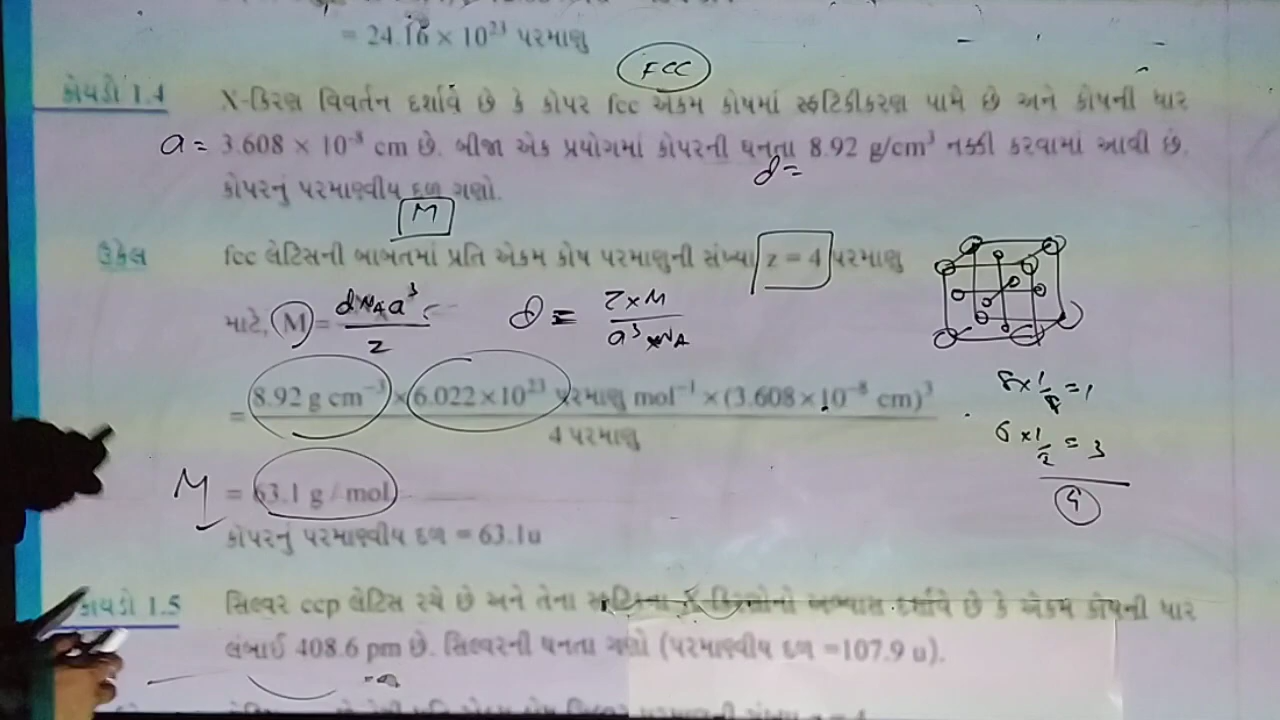 = 24.16 × 10²³ પરમાણુ
FCC
કોયડો 1.4 X-કિરણ વિવર્તન દર્શાવે છે કે કોપર fcc એકમ કોષમાં સ્ફટિકીકરણ પામે છે અને કોષની ધાર
a = 3.608 × 10⁻⁸ cm છે. બીજા એક પ્રયોગમાં કોપરની ઘનતા 8.92 g/cm³ નક્કી કરવામાં આવી છે.
d =
કોપરનું પરમાણ્વીય દળ ગણો.
M
ઉકેલ fcc લેટિસની બાબતમાં પ્રતિ એકમ કોષ પરમાણુની સંખ્યા z = 4 પરમાણુ
માટે, M = dNₐa³ / z d = z × M / a³ × Nₐ
= 8.92 g cm⁻³ × 6.022 × 10²³ પરમાણુ mol⁻¹ × (3.608 × 10⁻⁸ cm)³
4 પરમાણુ
8 × 1/8 = 1
6 × 1/2 = 3
4
M = 63.1 g / mol
કોપરનું પરમાણ્વીય દળ = 63.1u
કોયડો 1.5 સિલ્વર ccp લેટિસ રચે છે અને તેના સ્ફટિકના X કિરણોનો અભ્યાસ દર્શાવે છે કે એકમ કોષની ધાર
લંબાઈ 408.6 pm છે. સિલ્વરની ઘનતા ગણો (પરમાણ્વીય દળ =107.9 u).
= a